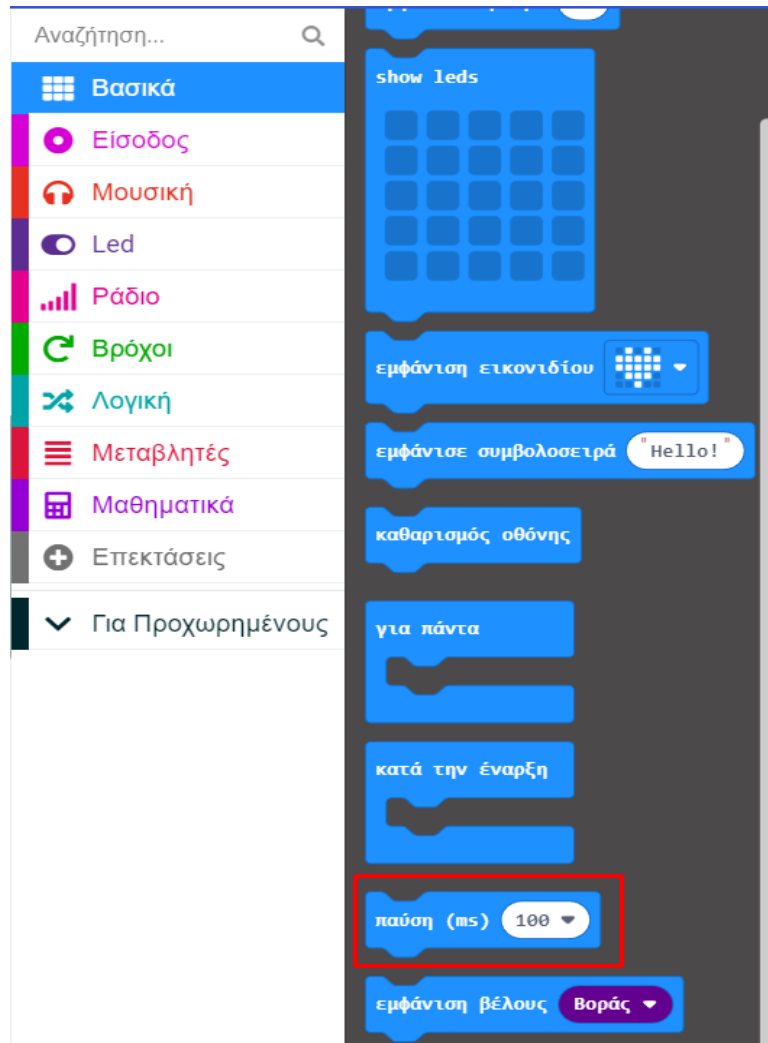 Αναζήτηση...
Βασικά
Είσοδος
Μουσική
Led
Ράδιο
Βρόχοι
Λογική
Μεταβλητές
Μαθηματικά
Επεκτάσεις
Για Προχωρημένους
show leds
εμφάνιση εικονιδίου
εμφάνισε συμβολοσειρά "Hello!"
καθαρισμός οθόνης
για πάντα
κατά την έναρξη
παύση (ms) 100
εμφάνιση βέλους Βοράς